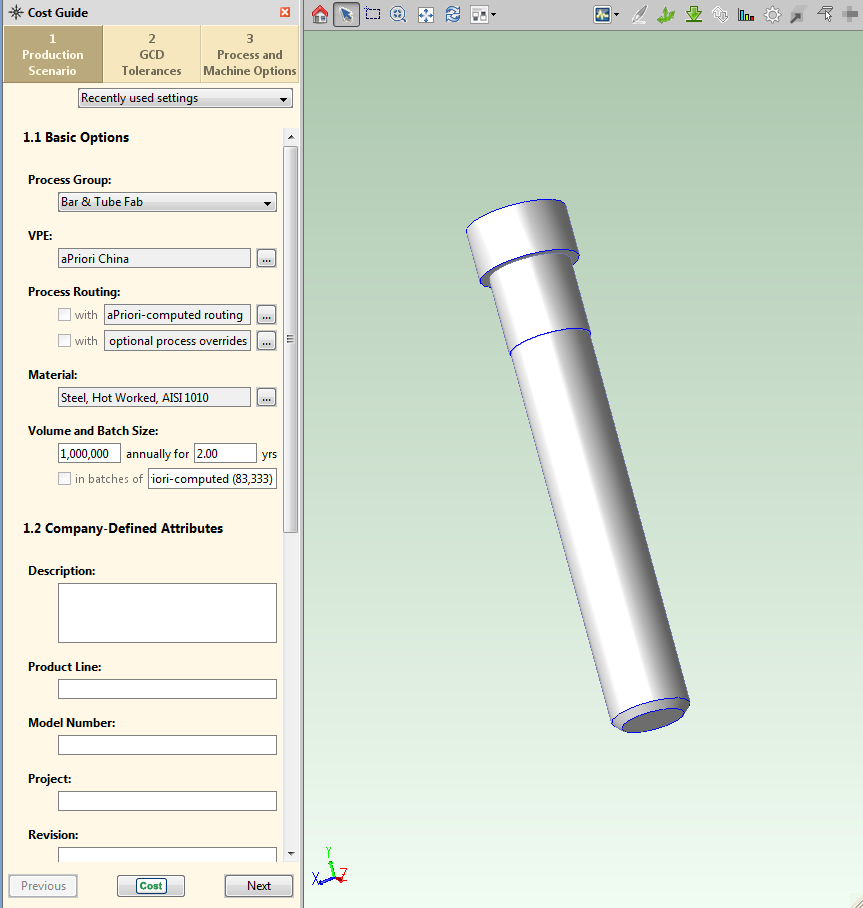 Cost Guide
1
Production
Scenario
2
GCD
Tolerances
3
Process and
Machine Options
Recently used settings
1.1 Basic Options
Process Group:
Bar & Tube Fab
VPE:
aPriori China
...
Process Routing:
with aPriori-computed routing ...
with optional process overrides ...
Material:
Steel, Hot Worked, AISI 1010 ...
Volume and Batch Size:
1,000,000 annually for 2.00 yrs
in batches of iori-computed (83,333)
1.2 Company-Defined Attributes
Description:
Product Line:
Model Number:
Project:
Revision:
Previous
Cost
Next
Y
X
Z